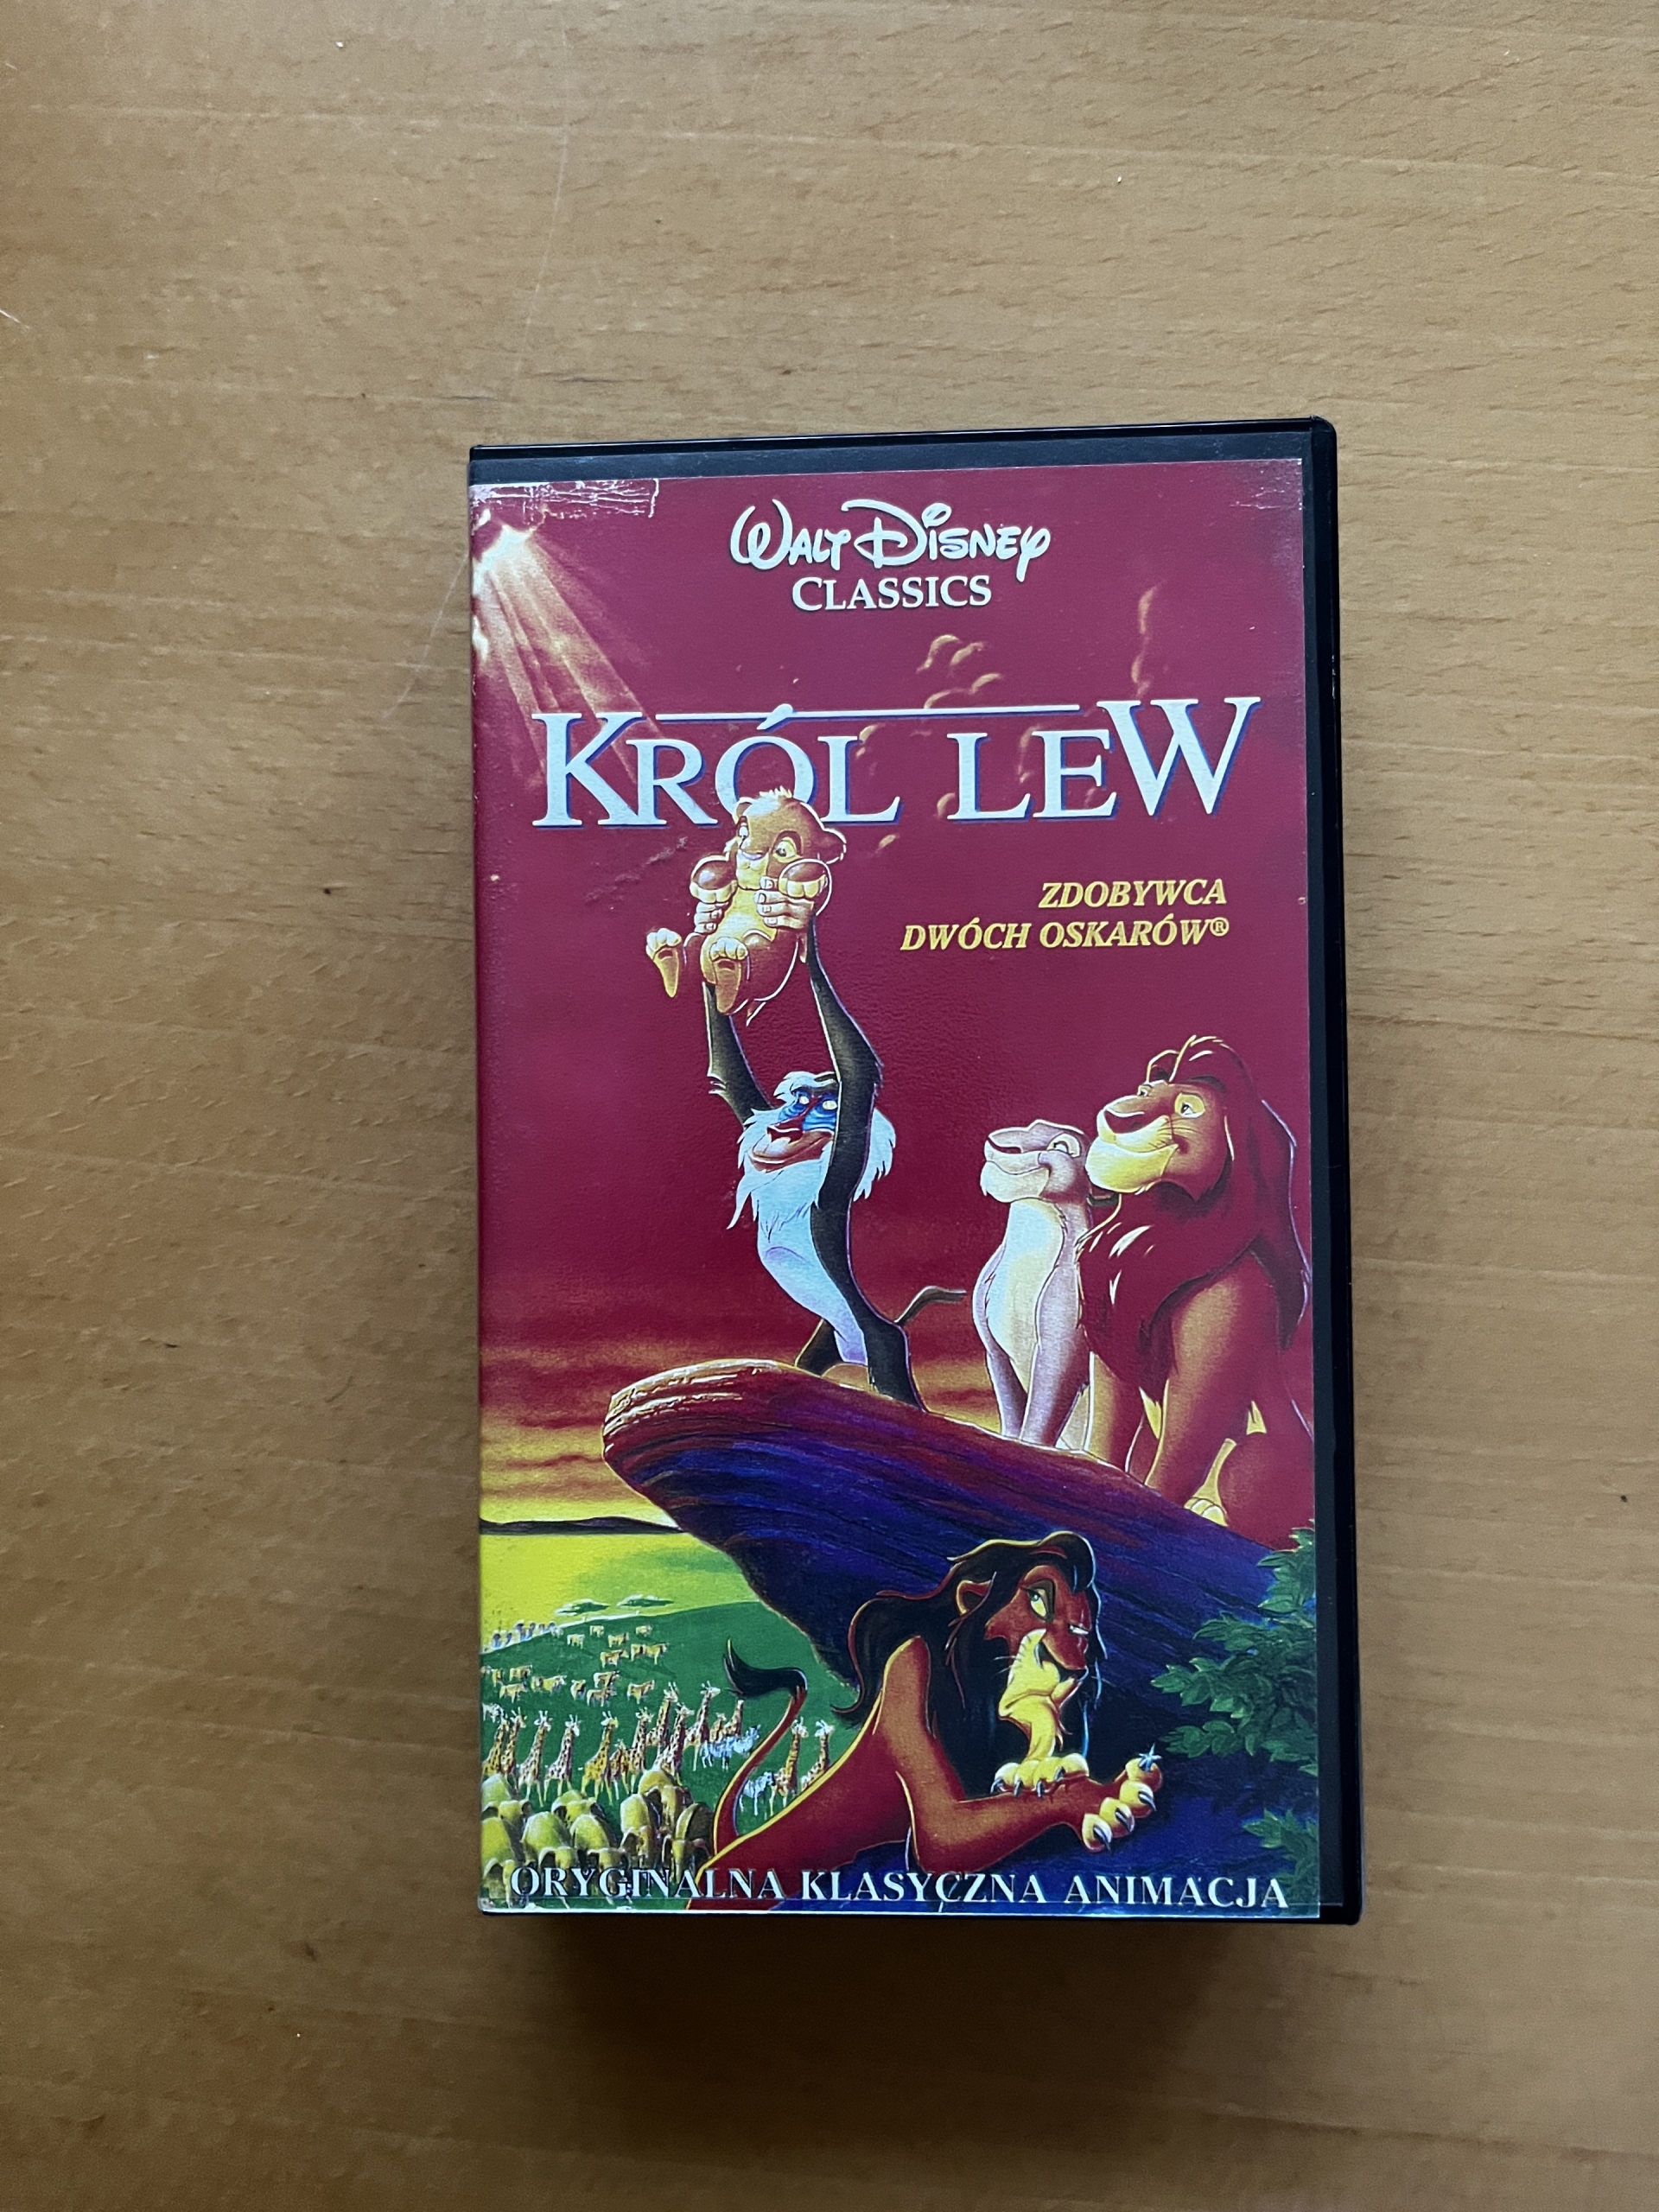 WALT DISNEY
CLASSICS
KRÓL LEW
ZDOBYWCA
DWÓCH OSKARÓW®
ORYGINALNA KLASYCZNA ANIMACJA